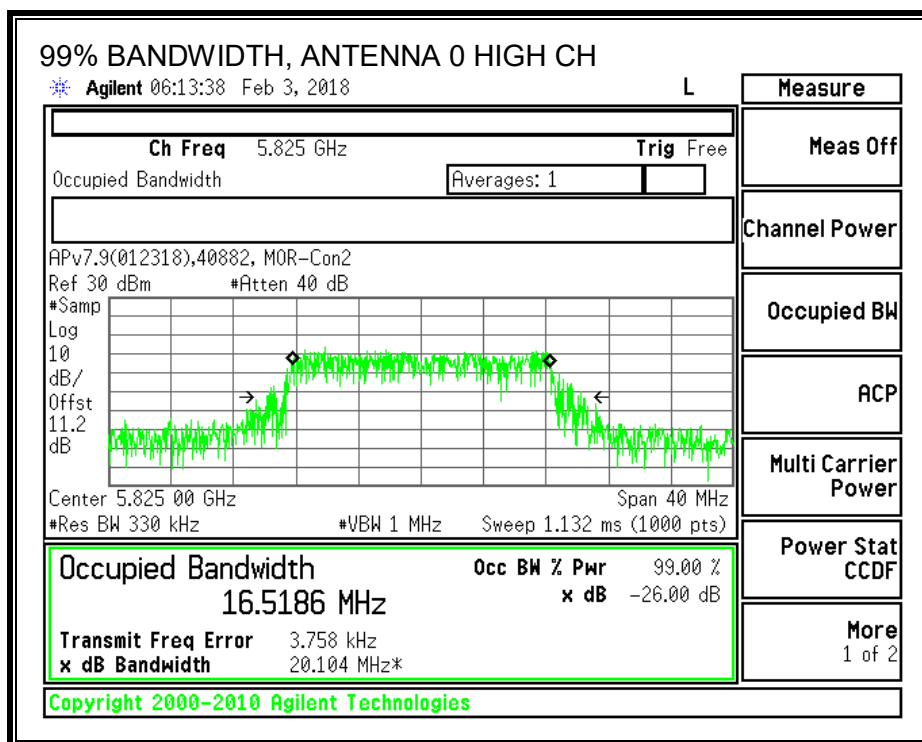 99% BANDWIDTH, ANTENNA 0 HIGH CH
Agilent 06:13:38 Feb 3, 2018 L
Measure
Ch Freq 5.825 GHz Trig Free
Occupied Bandwidth Averages: 1
APv7.9(012318),40882, MOR-Con2
Ref 30 dBm #Atten 40 dB
#Samp
Log
10
dB/
Offst
11.2
dB
Center 5.825 00 GHz Span 40 MHz
#Res BW 330 kHz #VBW 1 MHz Sweep 1.132 ms (1000 pts)
Occupied Bandwidth Occ BW % Pwr 99.00 %
16.5186 MHz x dB -26.00 dB
Transmit Freq Error 3.758 kHz
x dB Bandwidth 20.104 MHz*
Copyright 2000-2010 Agilent Technologies
Meas Off
Channel Power
Occupied BW
ACP
Multi Carrier
Power
Power Stat
CCDF
More
1 of 2